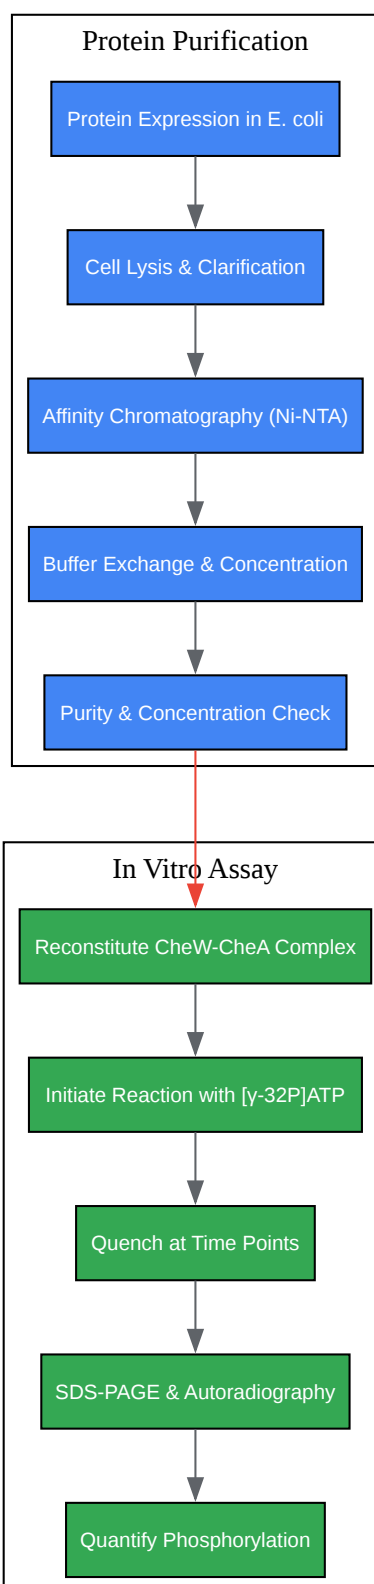 Protein Purification
Protein Expression in E. coli
Cell Lysis & Clarification
Affinity Chromatography (Ni-NTA)
Buffer Exchange & Concentration
Purity & Concentration Check
In Vitro Assay
Reconstitute CheW-CheA Complex
Initiate Reaction with [γ-32P]ATP
Quench at Time Points
SDS-PAGE & Autoradiography
Quantify Phosphorylation